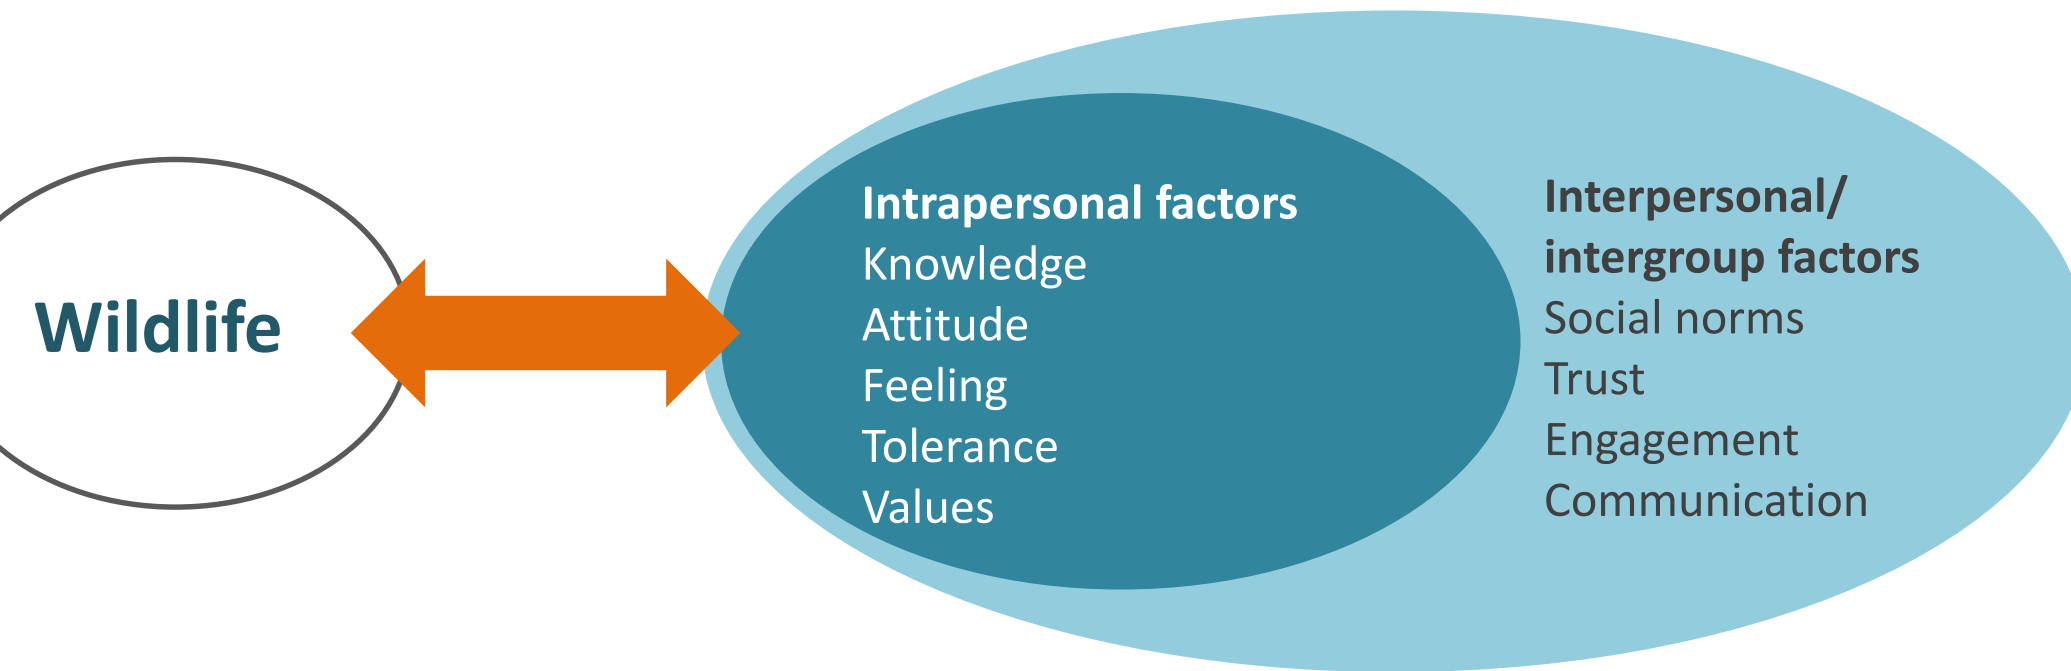 Wildlife
Intrapersonal factors
Knowledge
Attitude
Feeling
Tolerance
Values
Interpersonal/
intergroup factors
Social norms
Trust
Engagement
Communication